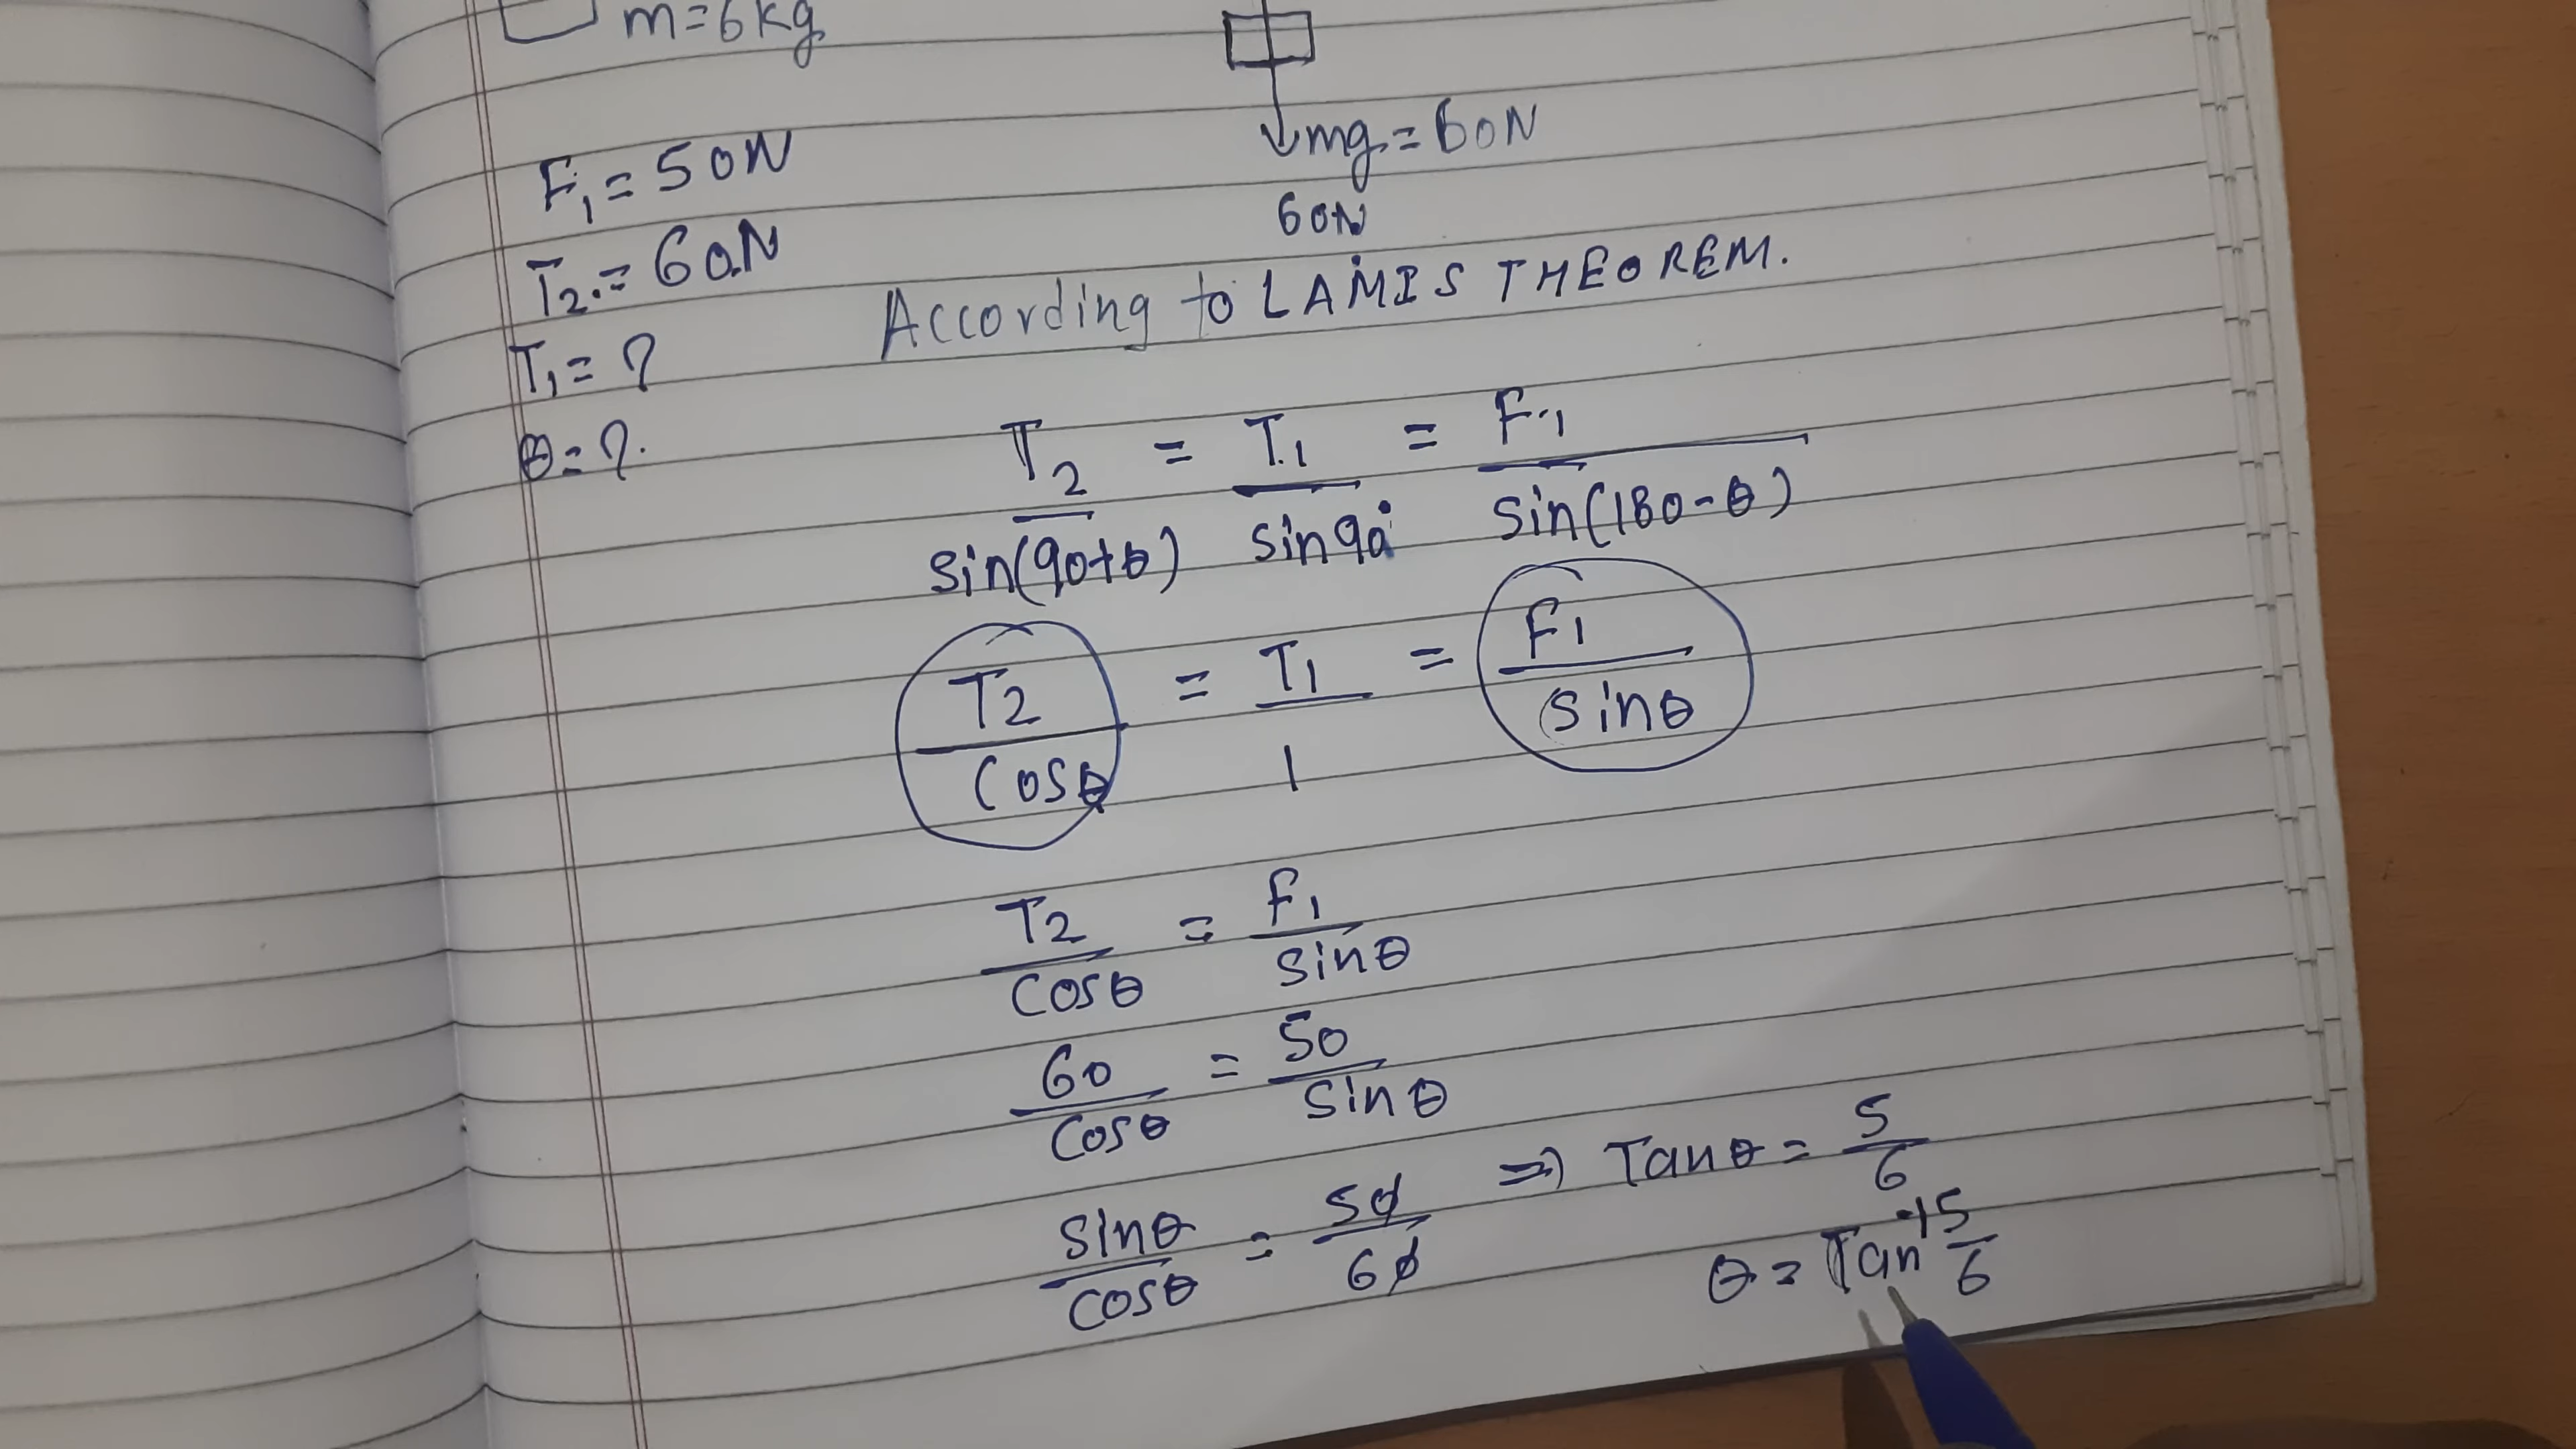 m=6kg
mg=60N
60N
F1=50N
T2.=60N
T1=?
θ=?.
According to LAMIS THEOREM.
T2/sin(90+θ) = T1/sin90° = F1/sin(180-θ)
T2/cosθ = T1/1 = F1/sinθ
T2/cosθ = F1/sinθ
60/cosθ = 50/sinθ
sinθ/cosθ = 50/60 ⇒ Tanθ = 5/6
θ = Tan⁻¹ 5/6